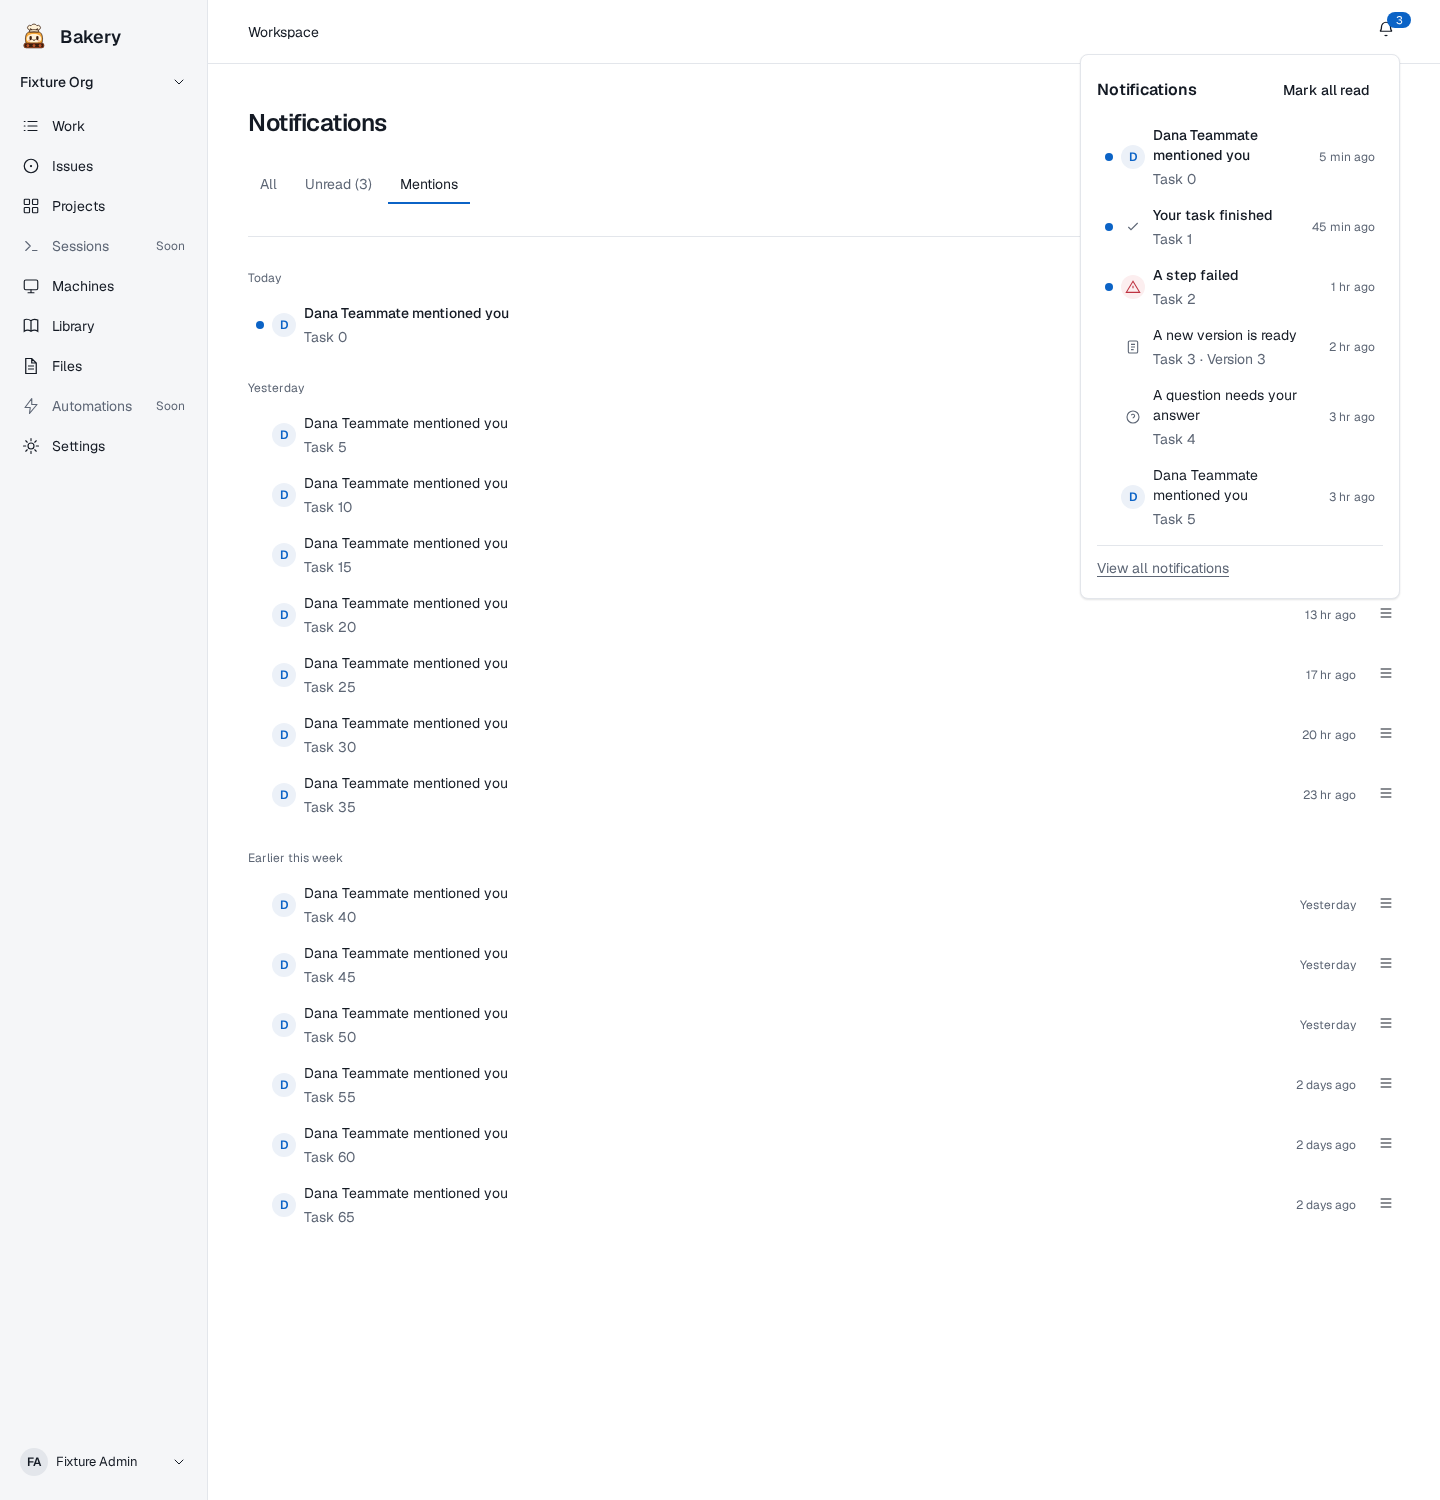 Bakery
Fixture Org
Work
Issues
Projects
Sessions Soon
Machines
Library
Files
Automations Soon
Settings
FA Fixture Admin
Workspace
3
Notifications
All Unread (3) Mentions
Today
D Dana Teammate mentioned you
Task 0
Yesterday
D Dana Teammate mentioned you
Task 5
D Dana Teammate mentioned you
Task 10
D Dana Teammate mentioned you
Task 15
D Dana Teammate mentioned you 13 hr ago
Task 20
D Dana Teammate mentioned you 17 hr ago
Task 25
D Dana Teammate mentioned you 20 hr ago
Task 30
D Dana Teammate mentioned you 23 hr ago
Task 35
Earlier this week
D Dana Teammate mentioned you Yesterday
Task 40
D Dana Teammate mentioned you Yesterday
Task 45
D Dana Teammate mentioned you Yesterday
Task 50
D Dana Teammate mentioned you 2 days ago
Task 55
D Dana Teammate mentioned you 2 days ago
Task 60
D Dana Teammate mentioned you 2 days ago
Task 65
Notifications Mark all read
Dana Teammate
D mentioned you 5 min ago
Task 0
Your task finished 45 min ago
Task 1
A step failed 1 hr ago
Task 2
A new version is ready 2 hr ago
Task 3 · Version 3
A question needs your
answer 3 hr ago
Task 4
Dana Teammate
D mentioned you 3 hr ago
Task 5
View all notifications